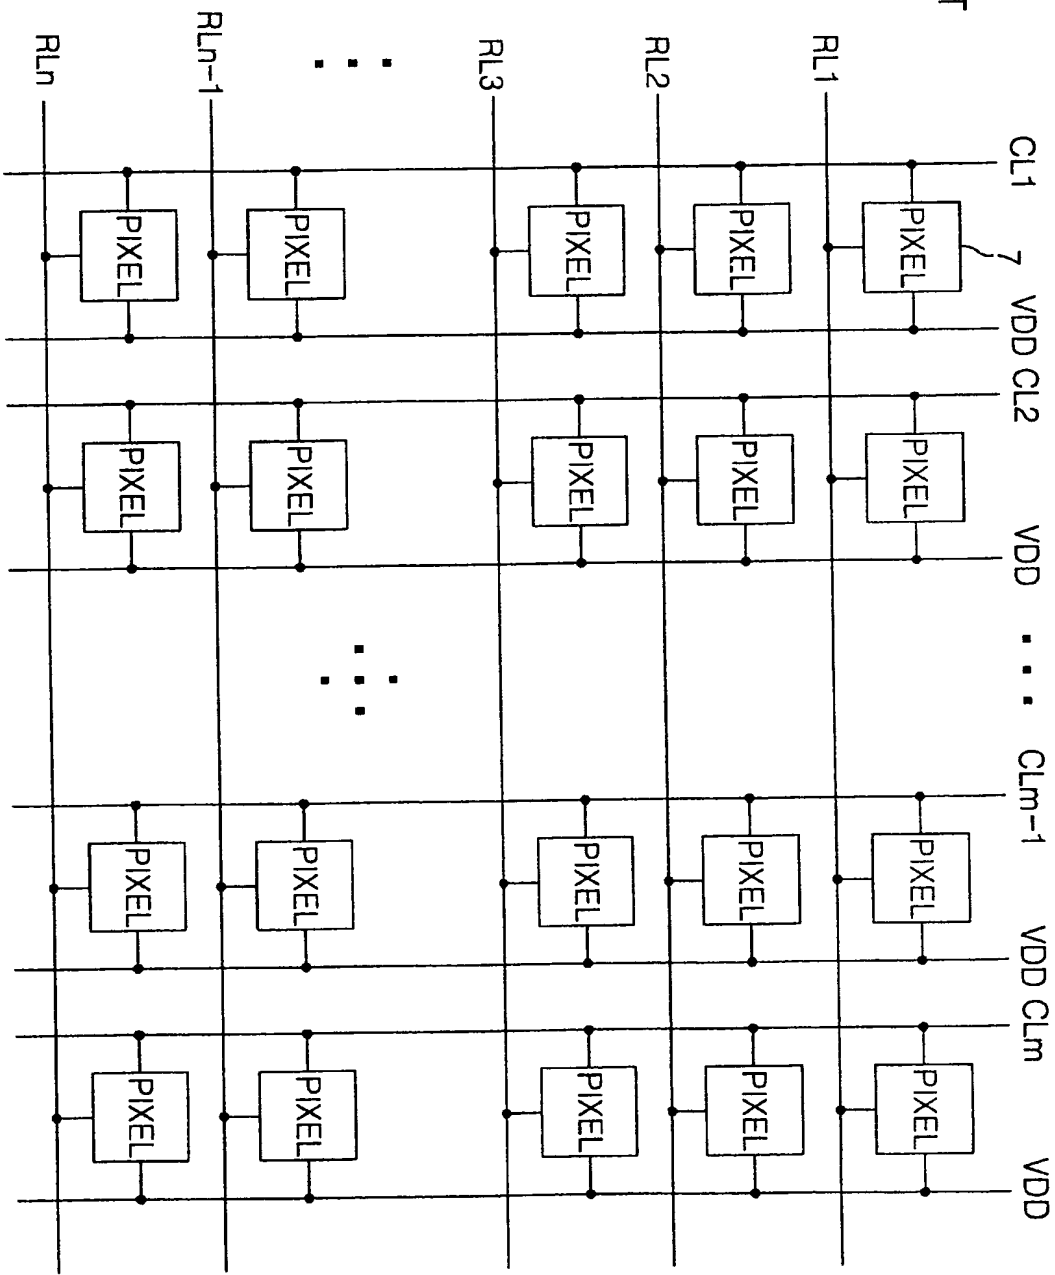 CL1 VDD CL2 VDD ... CLm-1 VDD CLm VDD
7
RL1 PIXEL PIXEL PIXEL PIXEL
RL2 PIXEL PIXEL PIXEL PIXEL
RL3 PIXEL PIXEL PIXEL PIXEL
RLn-1 PIXEL PIXEL PIXEL PIXEL
RLn PIXEL PIXEL PIXEL PIXEL